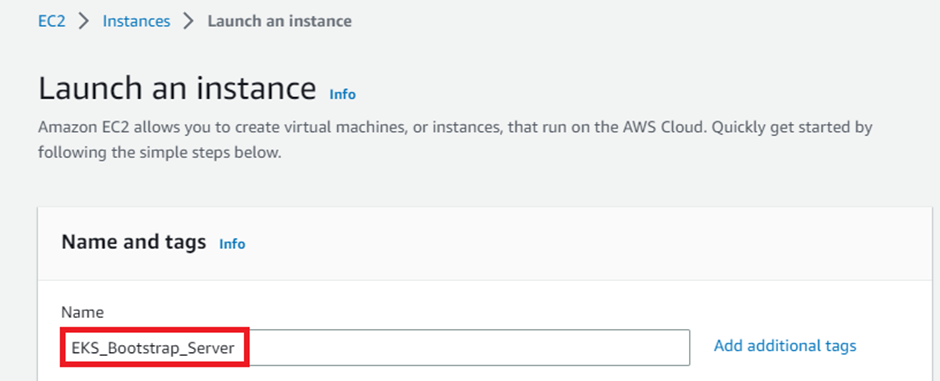 EC2 > Instances > Launch an instance
Launch an instance Info
Amazon EC2 allows you to create virtual machines, or instances, that run on the AWS Cloud. Quickly get started by
following the simple steps below.
Name and tags Info
Name
EKS_Bootstrap_Server Add additional tags